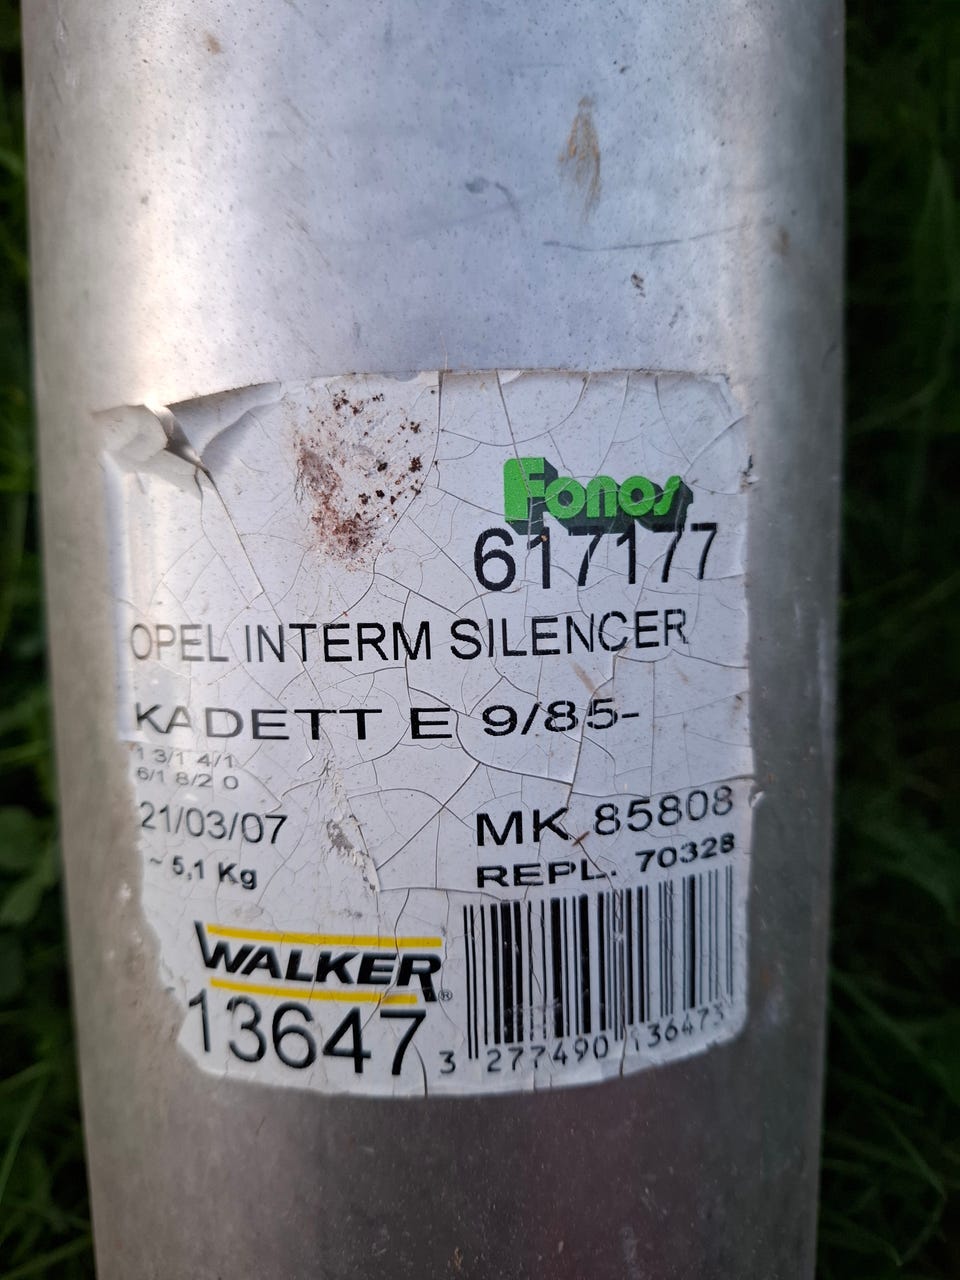 Fonos
617177
OPEL INTERM SILENCER
KADETT E 9/85-
1 3/1 4/1
6/1 8/2 0
21/03/07
MK 85808
~ 5,1 Kg
REPL. 70328
WALKER®
13647
3 277490 136473